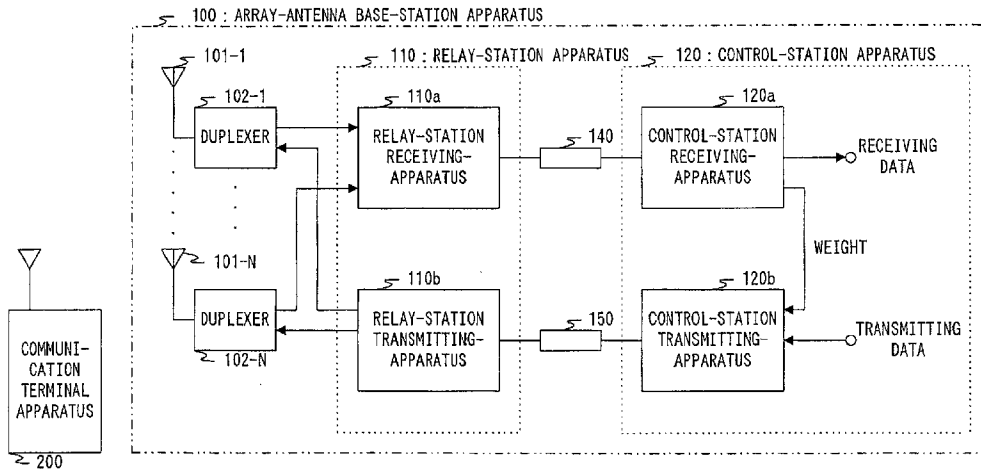 100 : ARRAY-ANTENNA BASE-STATION APPARATUS
101-1
110 : RELAY-STATION APPARATUS
120 : CONTROL-STATION APPARATUS
102-1
110a
120a
DUPLEXER
RELAY-STATION
RECEIVING-
APPARATUS
140
CONTROL-STATION
RECEIVING-
APPARATUS
RECEIVING
DATA
101-N
WEIGHT
110b
120b
DUPLEXER
102-N
RELAY-STATION
TRANSMITTING-
APPARATUS
150
CONTROL-STATION
TRANSMITTING-
APPARATUS
TRANSMITTING
DATA
COMMUNI-
CATION
TERMINAL
APPARATUS
200